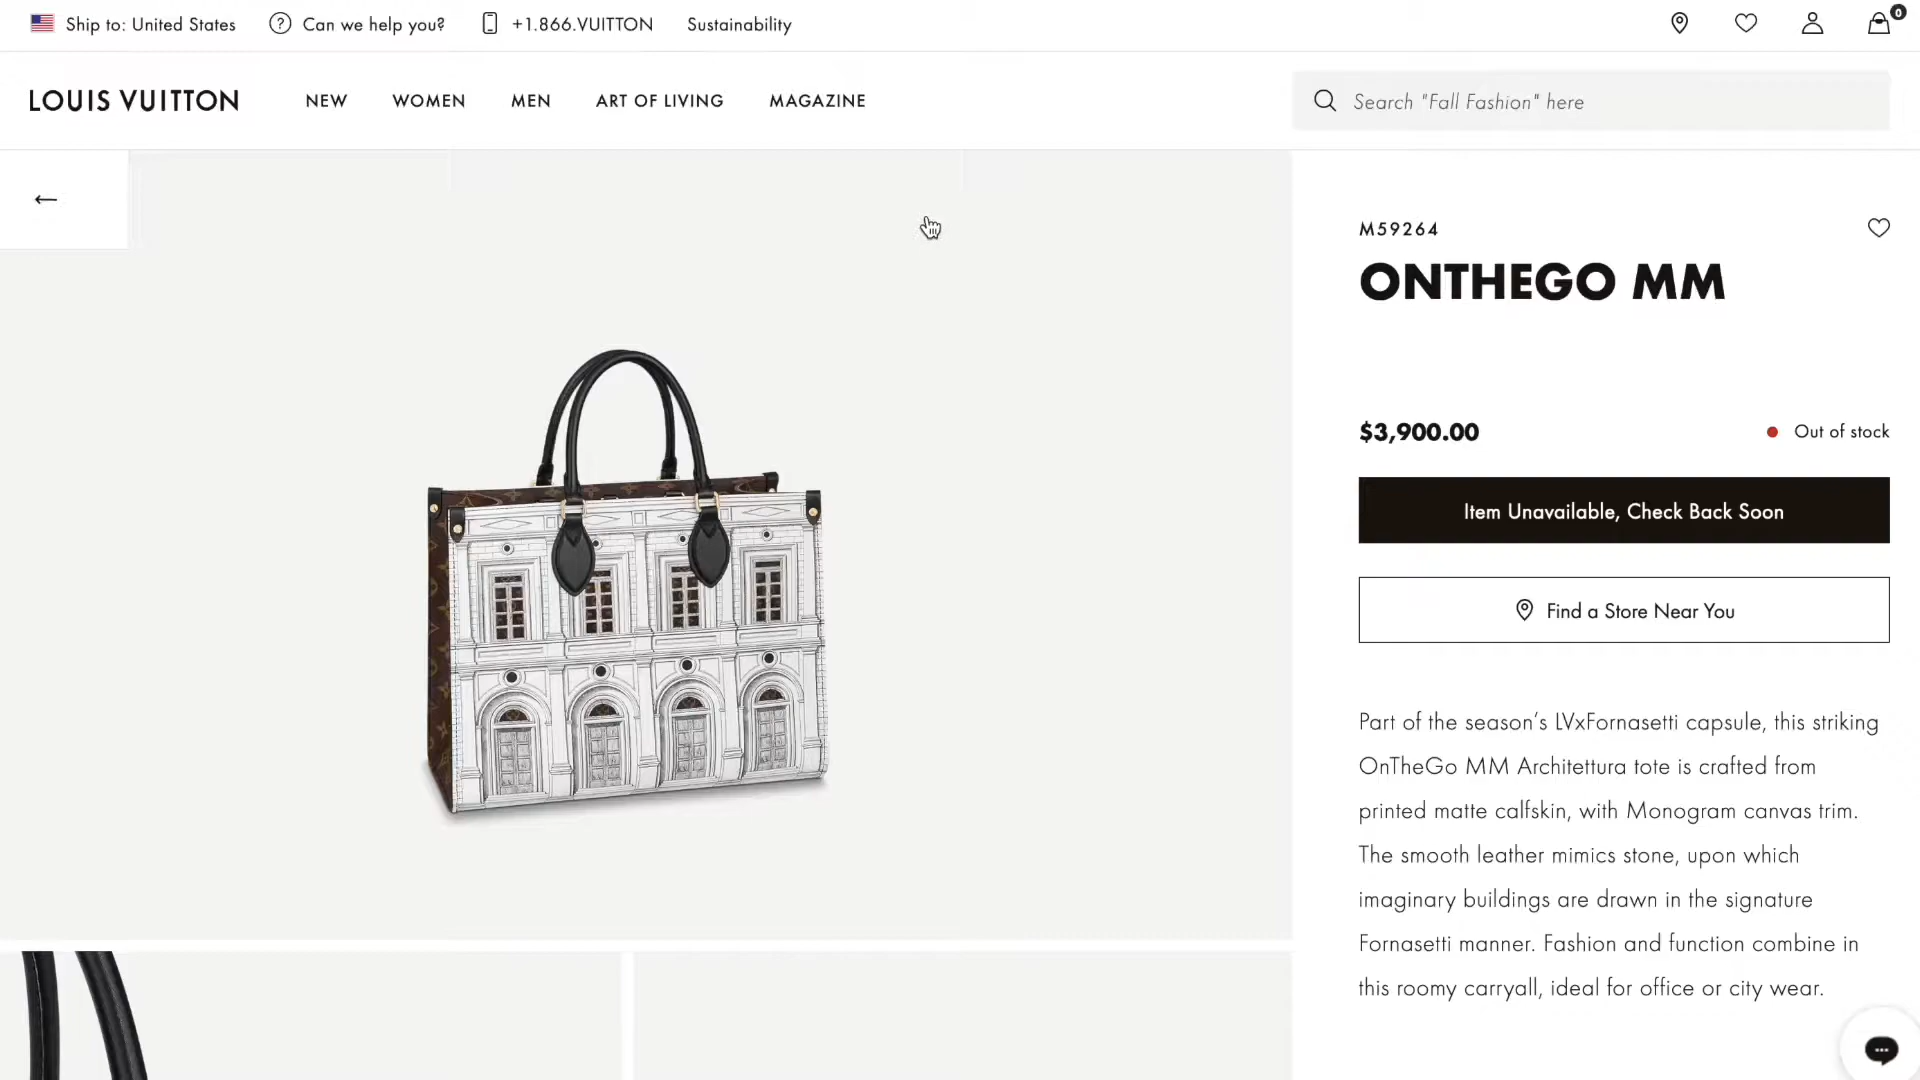 Ship to: United States
Can we help you?
+1.866.VUITTON
Sustainability
0
LOUIS VUITTON
NEW
WOMEN
MEN
ART OF LIVING
MAGAZINE
Search "Fall Fashion" here
M59264
ONTHEGO MM
$3,900.00
Out of stock
Item Unavailable, Check Back Soon
Find a Store Near You
Part of the season’s LVxFornasetti capsule, this striking
OnTheGo MM Architettura tote is crafted from
printed matte calfskin, with Monogram canvas trim.
The smooth leather mimics stone, upon which
imaginary buildings are drawn in the signature
Fornasetti manner. Fashion and function combine in
this roomy carryall, ideal for office or city wear.